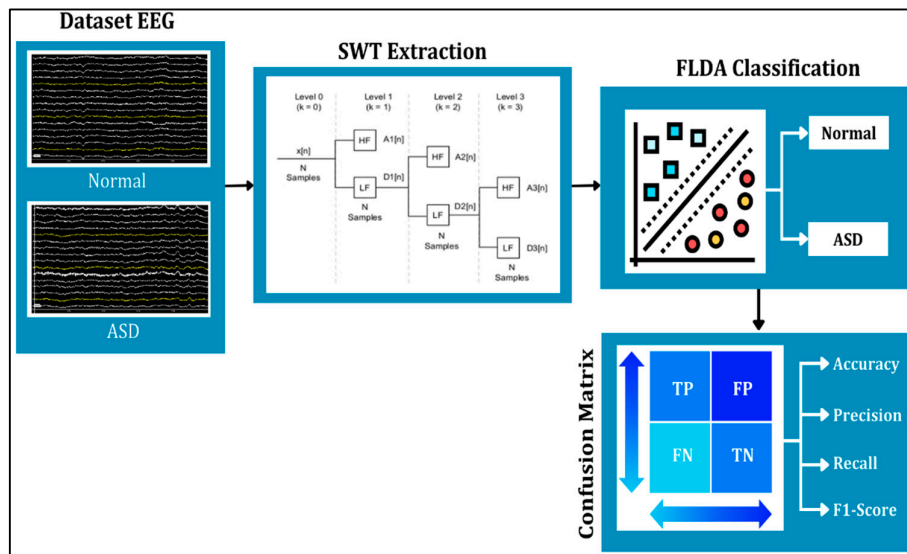 Dataset EEG
Normal
ASD
SWT Extraction
Level 0
(k = 0)
Level 1
(k = 1)
Level 2
(k = 2)
Level 3
(k = 3)
x[n]
N
Samples
HF
A1[n]
LF
D1[n]
N
Samples
HF
A2[n]
LF
D2[n]
N
Samples
HF
A3[n]
LF
D3[n]
N
Samples
FLDA Classification
Normal
ASD
Confusion Matrix
TP
FP
FN
TN
Accuracy
Precision
Recall
F1-Score